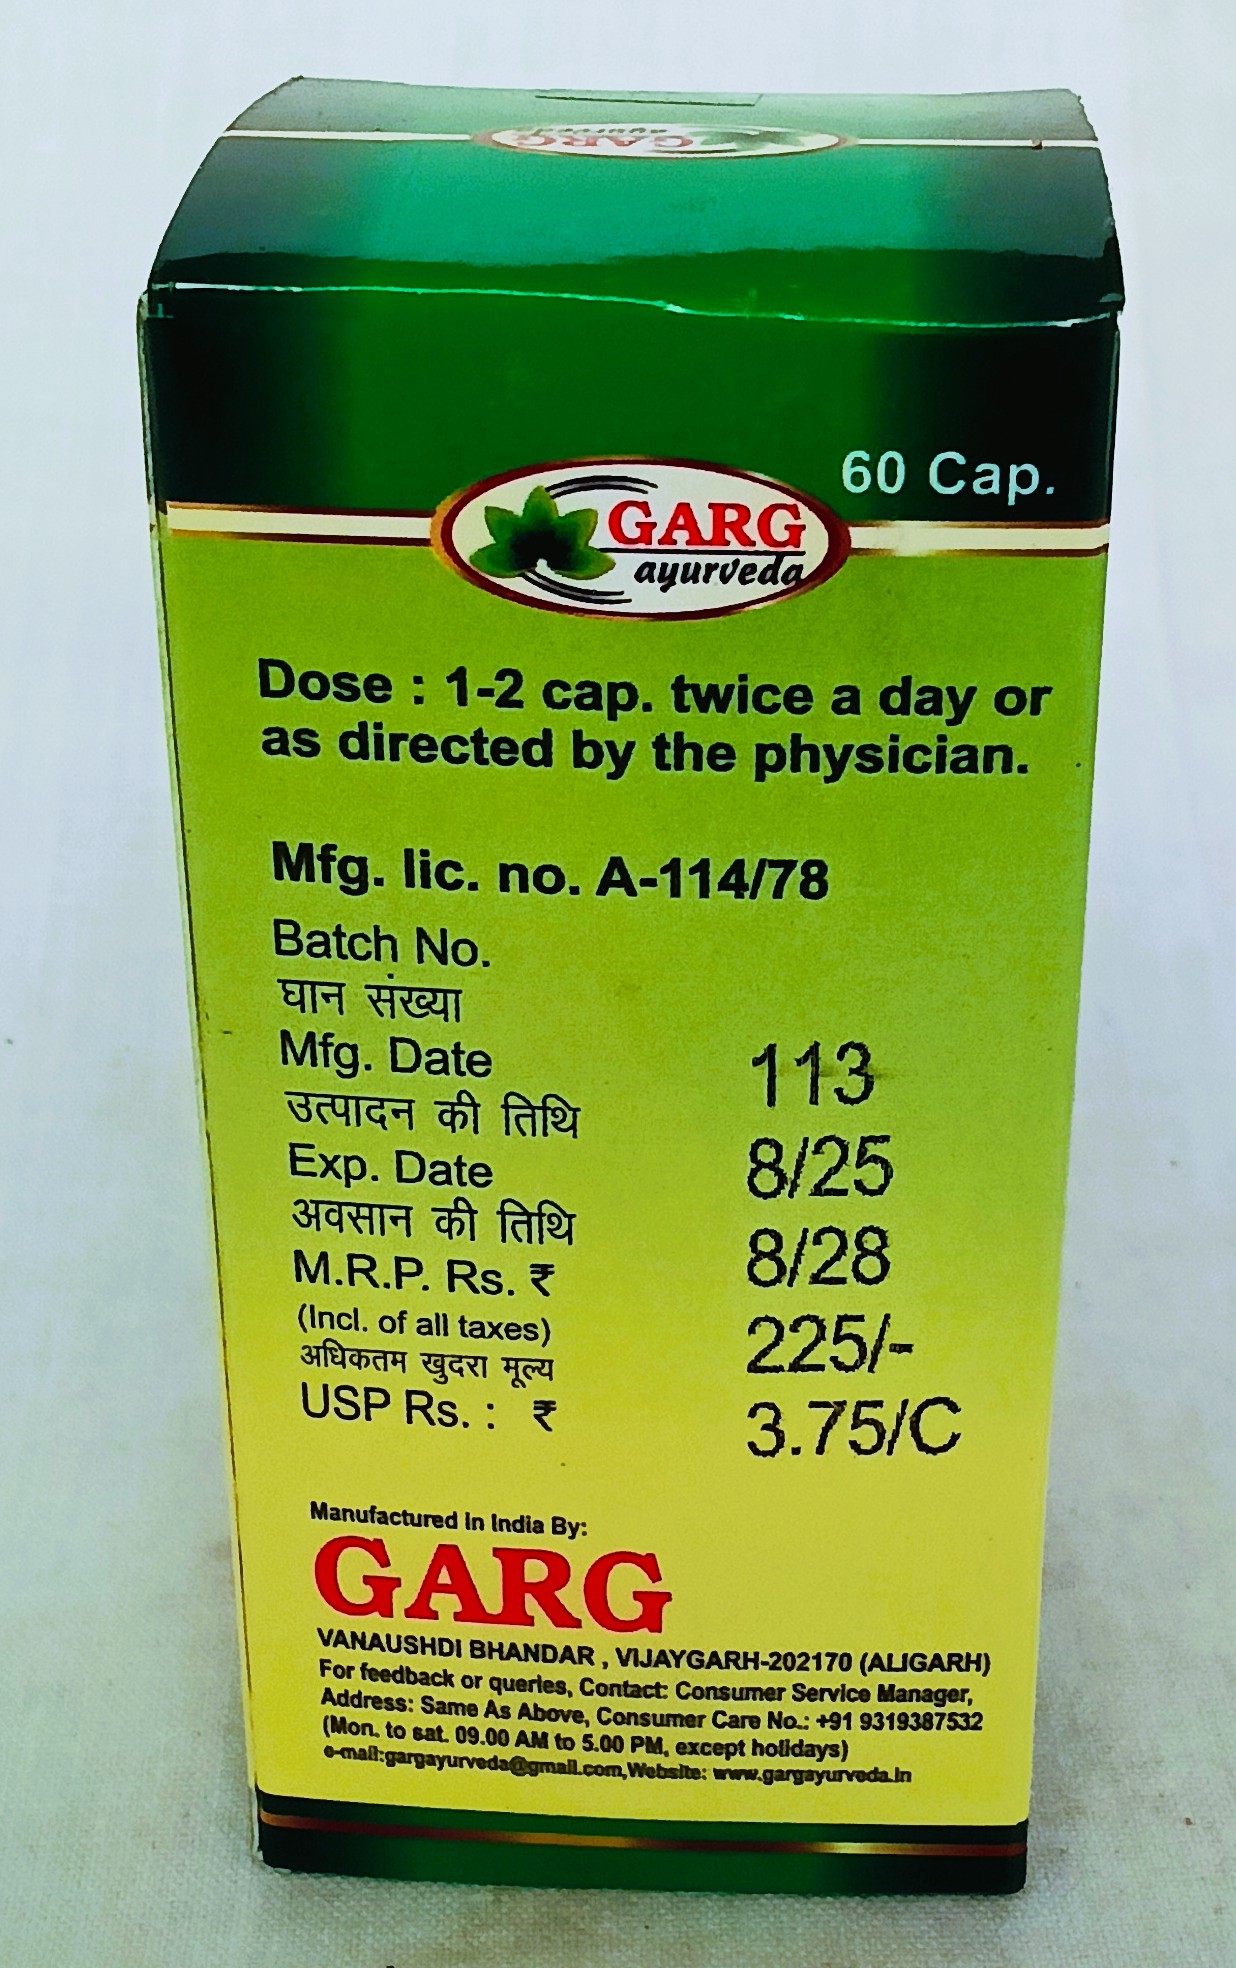 GARG
ayurveda
60 Cap.
GARG
ayurveda
Dose : 1-2 cap. twice a day or
as directed by the physician.
Mfg. lic. no. A-114/78
Batch No.
घान संख्या
Mfg. Date 113
उत्पादन की तिथि 8/25
Exp. Date
अवसान की तिथि 8/28
M.R.P. Rs. ₹
(Incl. of all taxes) 225/-
अधिकतम खुदरा मूल्य
USP Rs. : ₹ 3.75/C
Manufactured in India By:
GARG
VANAUSHDI BHANDAR , VIJAYGARH-202170 (ALIGARH)
For feedback or queries, Contact: Consumer Service Manager,
Address: Same As Above, Consumer Care No.: +91 9319387532
(Mon. to sat. 09.00 AM to 5.00 PM, except holidays)
e-mail:gargayurveda@gmail.com,Website: www.gargayurveda.in